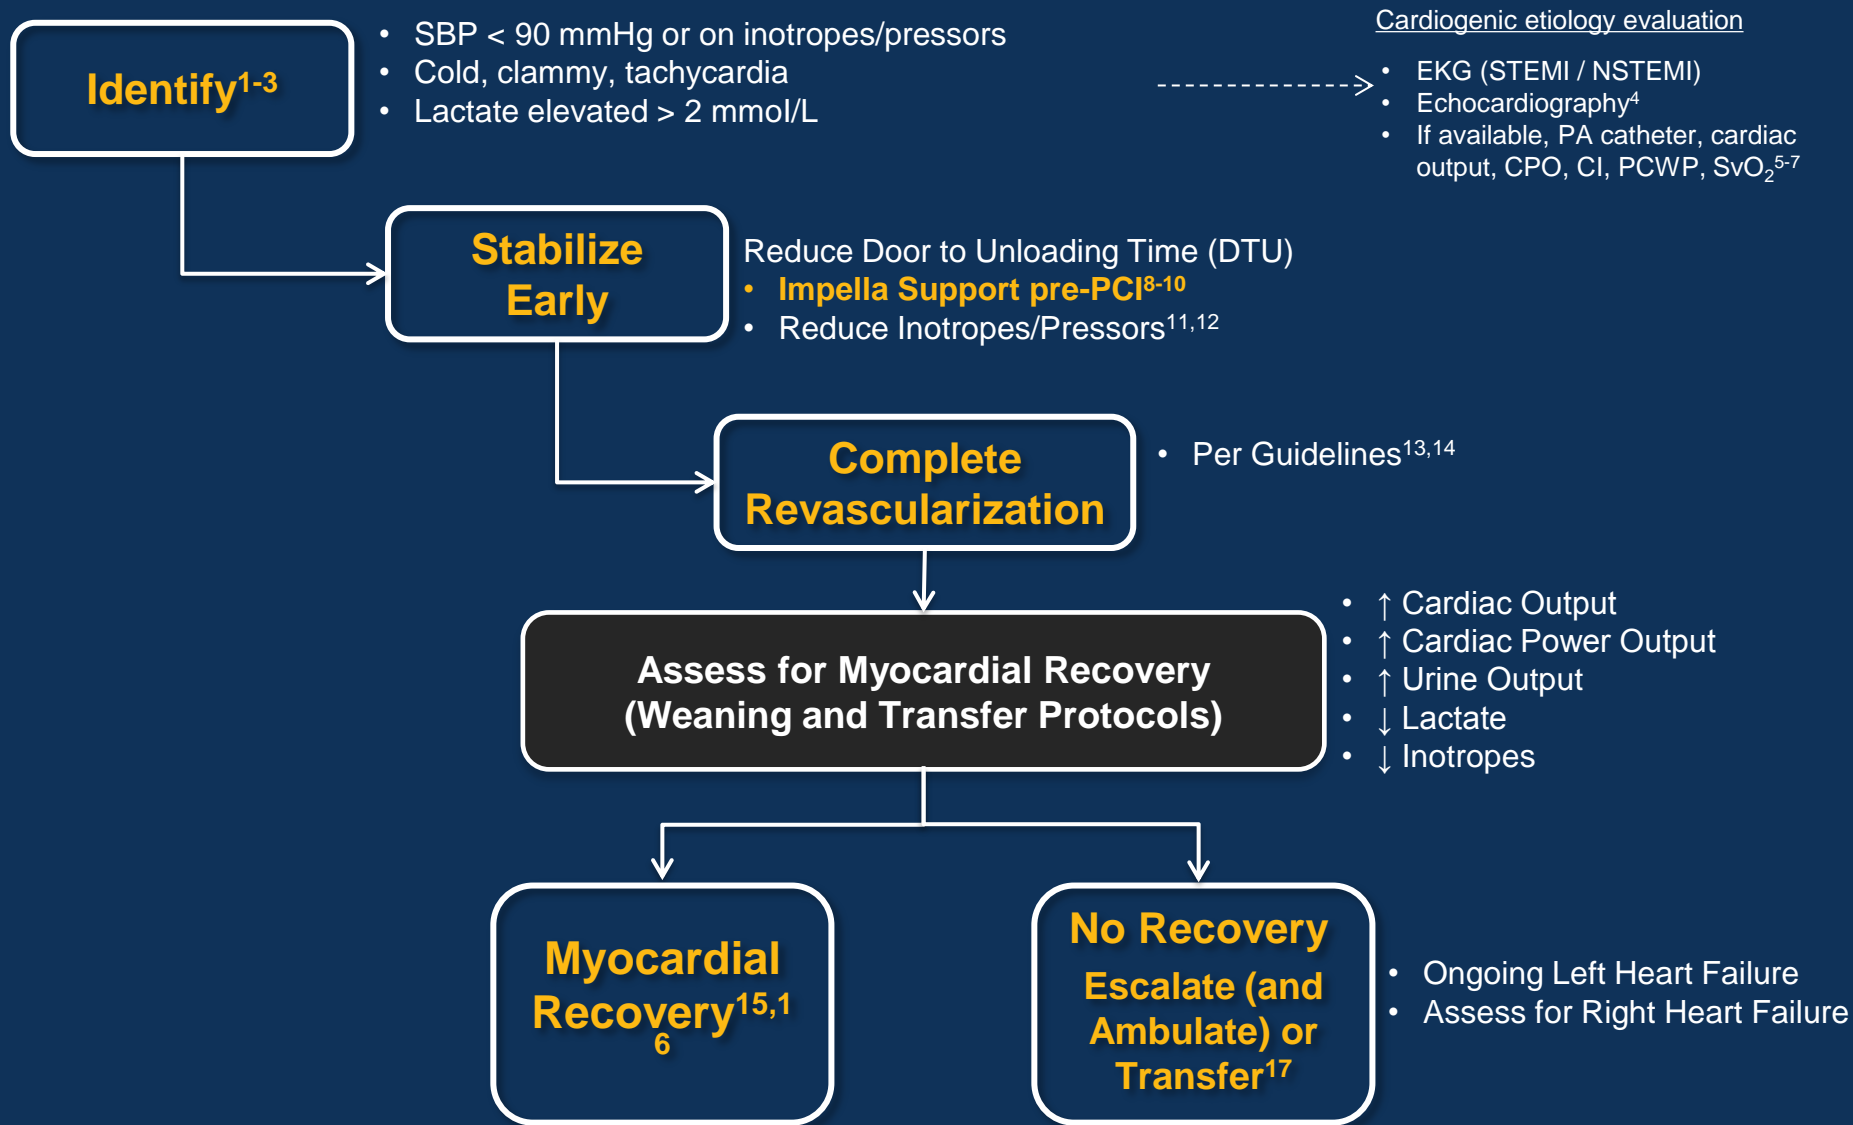 Identify1-3
• SBP < 90 mmHg or on inotropes/pressors
• Cold, clammy, tachycardia
• Lactate elevated > 2 mmol/L
Cardiogenic etiology evaluation
• EKG (STEMI / NSTEMI)
• Echocardiography4
• If available, PA catheter, cardiac
output, CPO, CI, PCWP, SvO2 5-7
Stabilize
Early
Reduce Door to Unloading Time (DTU)
• Impella Support pre-PCI8-10
• Reduce Inotropes/Pressors11,12
Complete
Revascularization
• Per Guidelines13,14
Assess for Myocardial Recovery
(Weaning and Transfer Protocols)
• ↑ Cardiac Output
• ↑ Cardiac Power Output
• ↑ Urine Output
• ↓ Lactate
• ↓ Inotropes
Myocardial
Recovery15,1
6
No Recovery
Escalate (and
Ambulate) or
Transfer17
• Ongoing Left Heart Failure
• Assess for Right Heart Failure